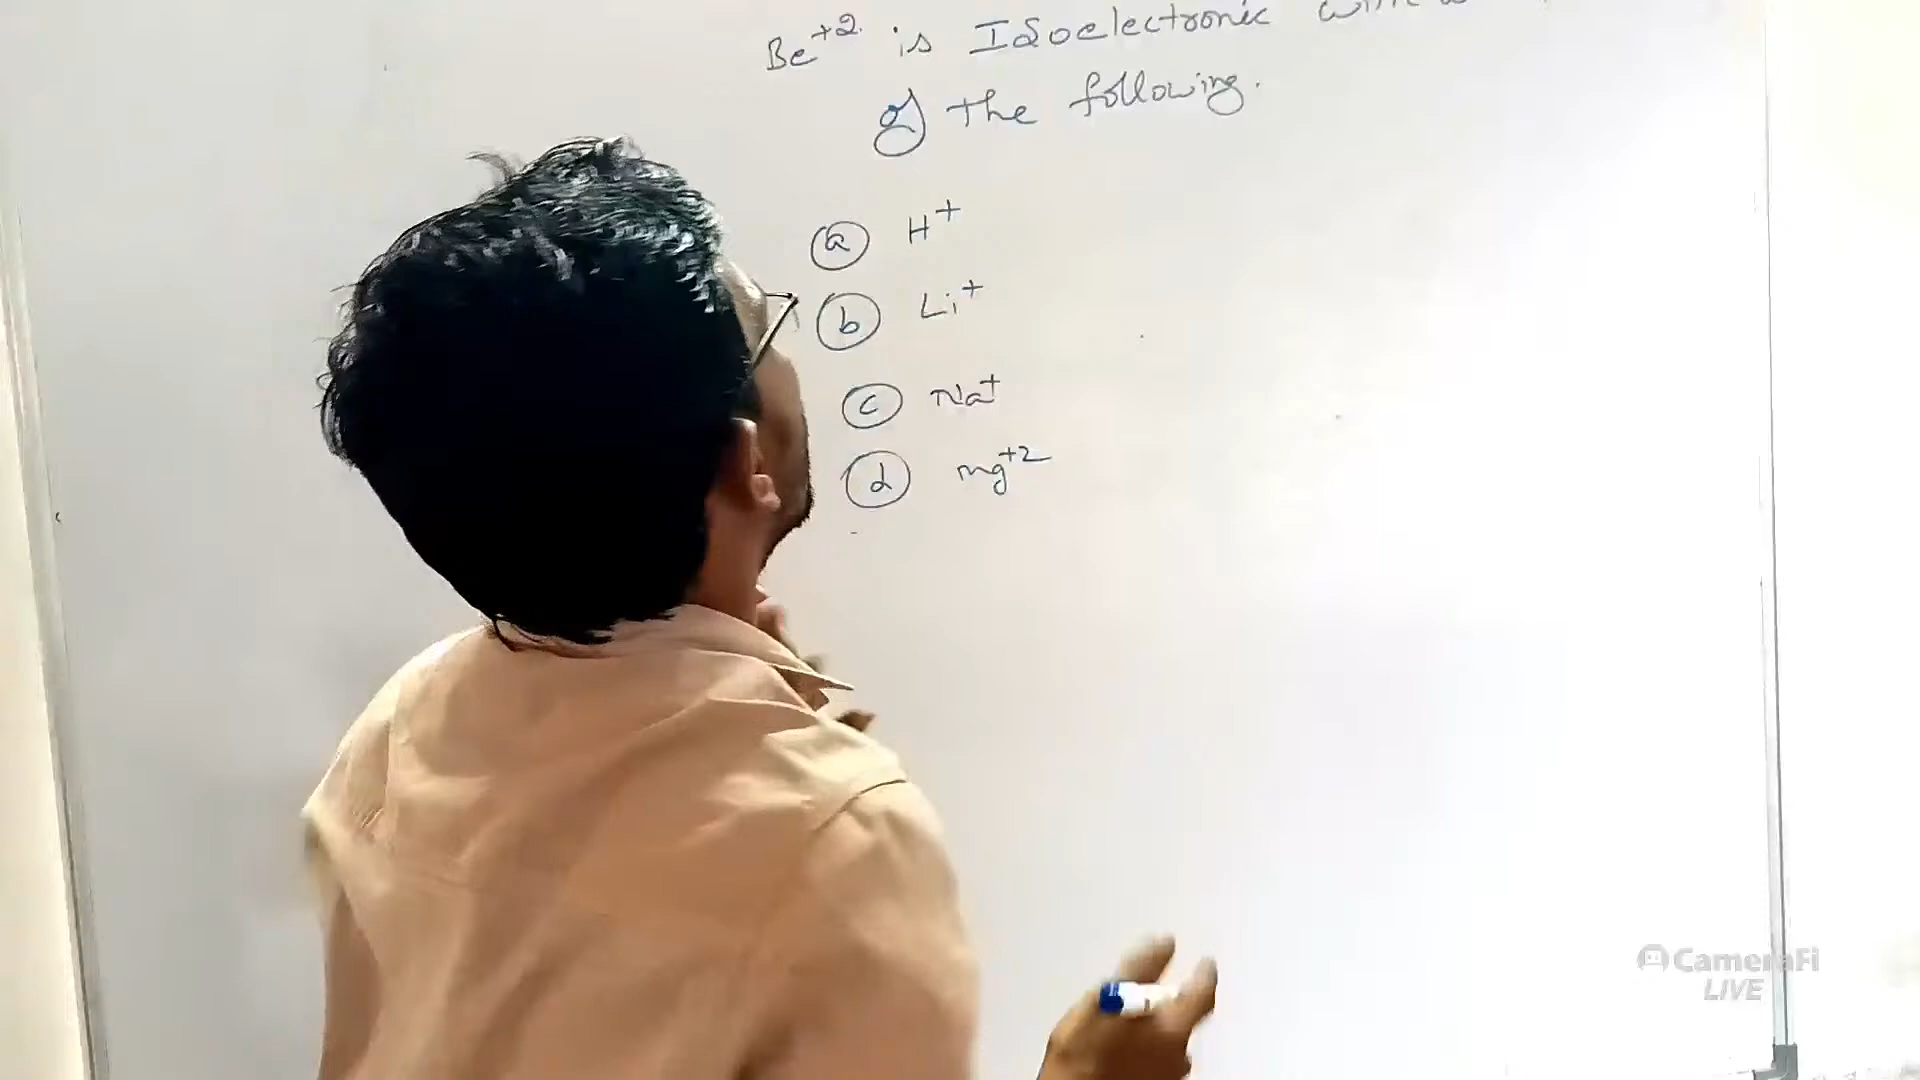 Be+2 is Isoelectronic
of the following.
a H+
b Li+
c Na+
d mg+2
CameraFi
LIVE